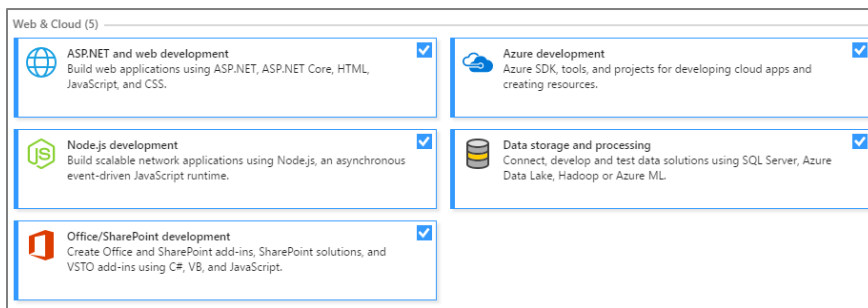 Web & Cloud (5)
ASP.NET and web development
Build web applications using ASP.NET, ASP.NET Core, HTML,
JavaScript, and CSS.
Azure development
Azure SDK, tools, and projects for developing cloud apps and
creating resources.
Node.js development
Build scalable network applications using Node.js, an asynchronous
event-driven JavaScript runtime.
Data storage and processing
Connect, develop and test data solutions using SQL Server, Azure
Data Lake, Hadoop or Azure ML.
Office/SharePoint development
Create Office and SharePoint add-ins, SharePoint solutions, and
VSTO add-ins using C#, VB, and JavaScript.